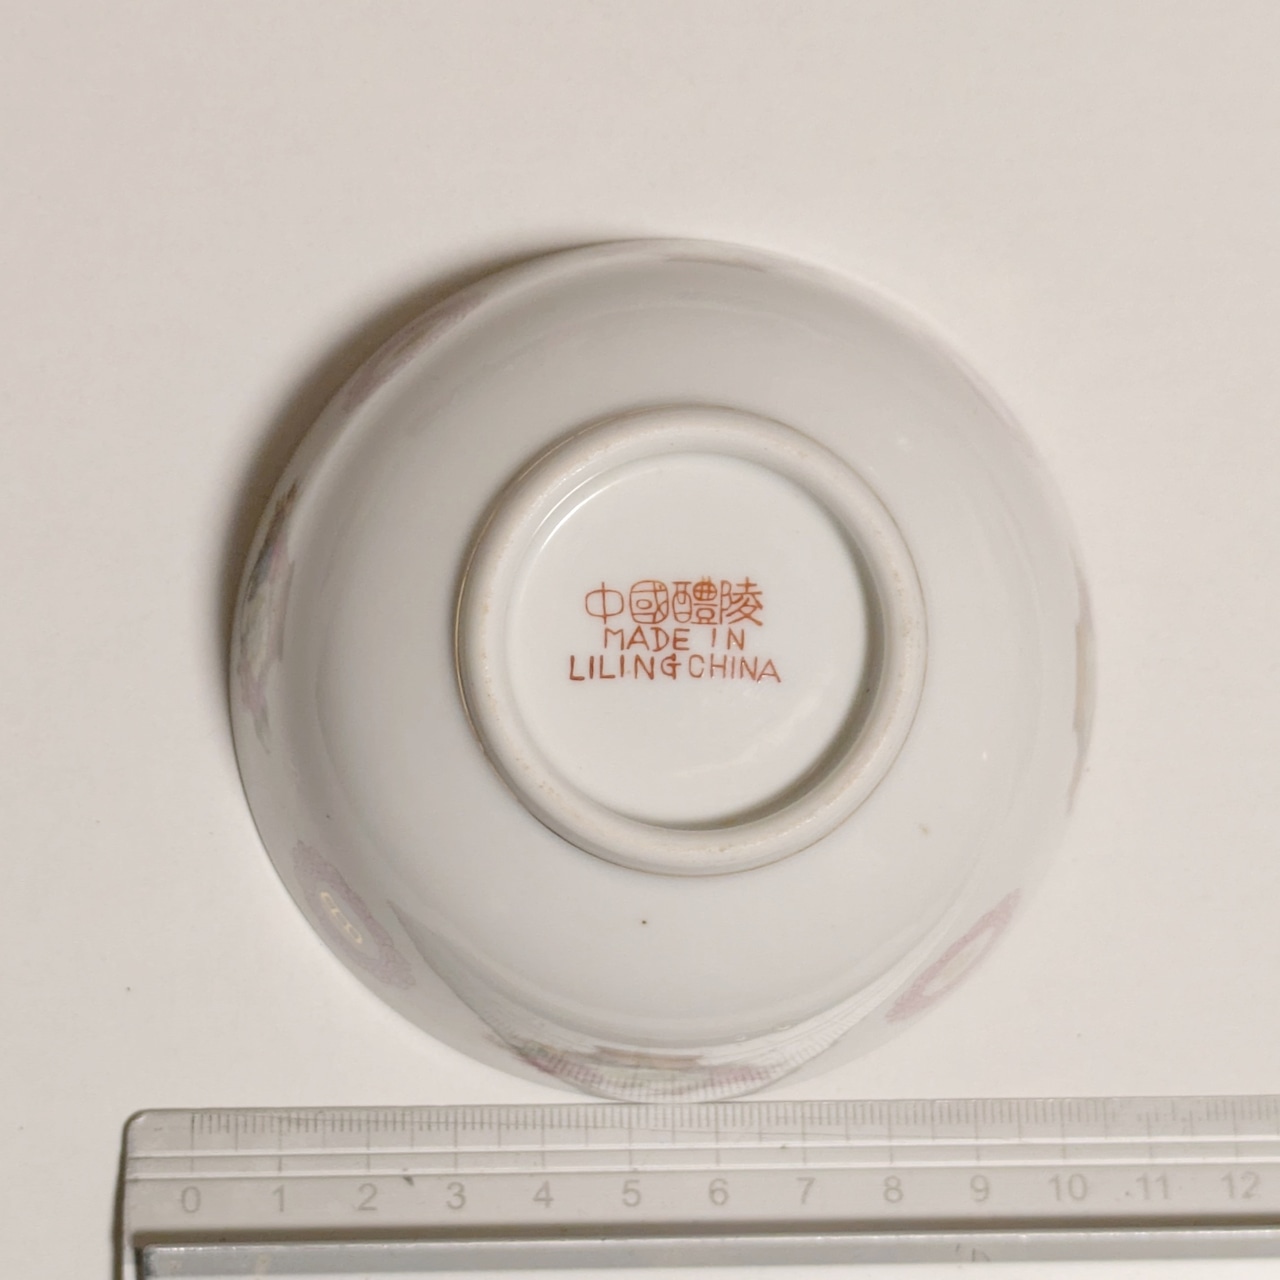 中國醴陵
MADE IN
LILING CHINA
0 1 2 3 4 5 6 7 8 9 10 11 12